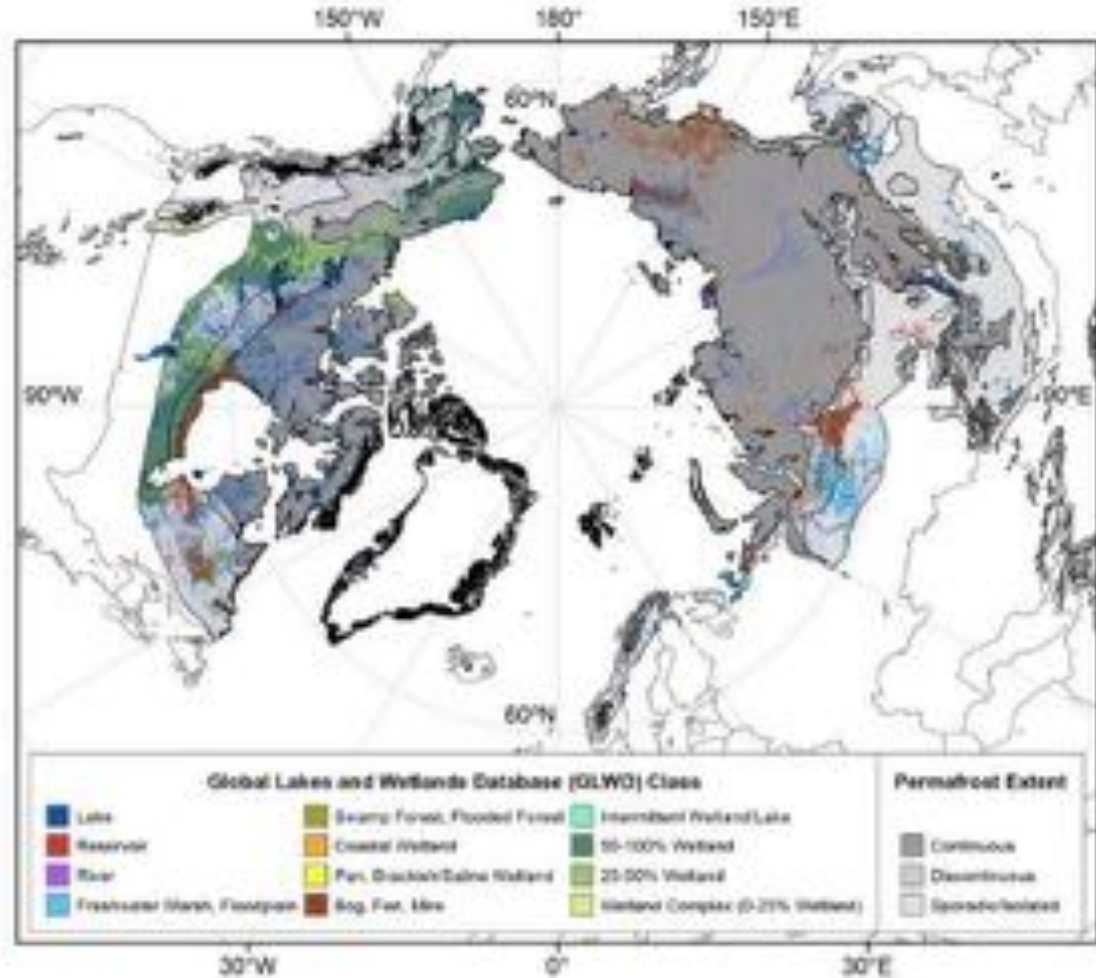 150°W 180° 150°E
60°N
90°W 90°E
60°N
Global Lakes and Wetlands Database (GLWD) Class
Permafrost Extent
Lake
Swamp Forest, Flooded Forest
Intermittent Wetland/Lake
Reservoir
Coastal Wetland
50-100% Wetland
Continuous
River
Pan, Brackish/Saline Wetland
25-50% Wetland
Discontinuous
Freshwater Marsh, Floodplain
Bog, Fen, Mire
Wetland Complex (0-25% Wetland)
Sporadic/Isolated
30°W 0° 30°E